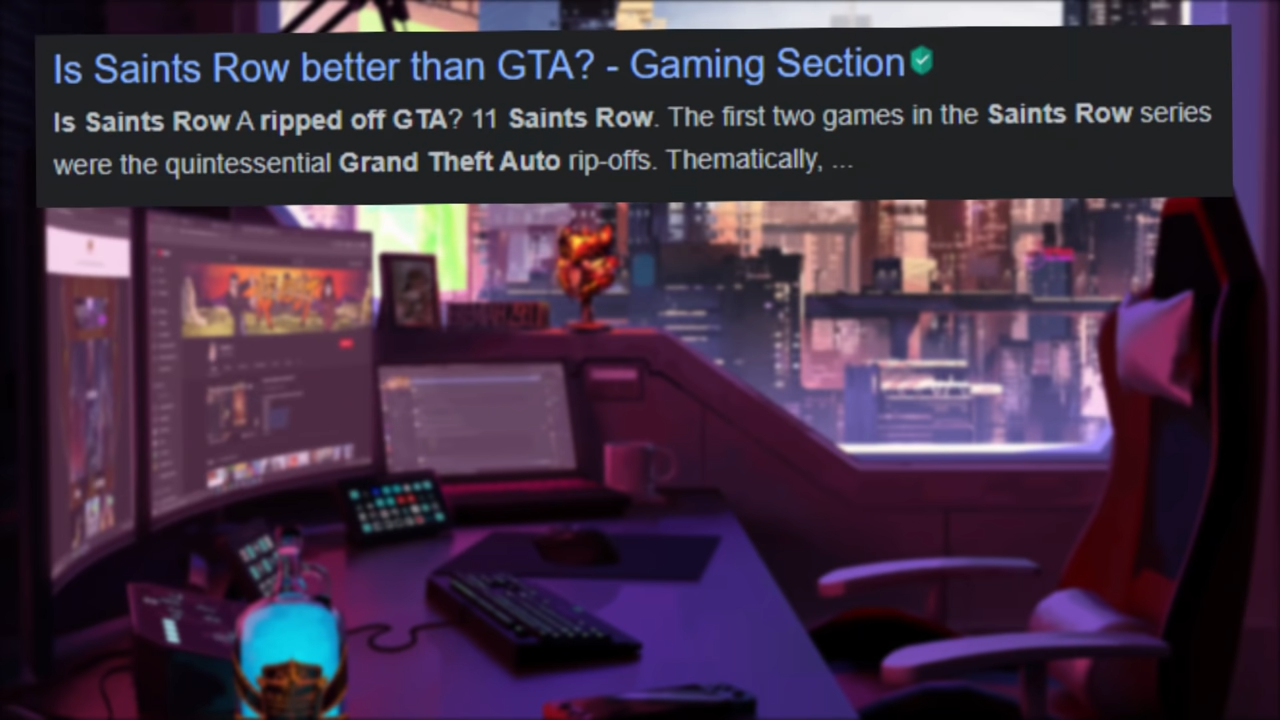 Is Saints Row better than GTA? - Gaming Section
Is Saints Row A ripped off GTA? 11 Saints Row. The first two games in the Saints Row series
were the quintessential Grand Theft Auto rip-offs. Thematically, ...